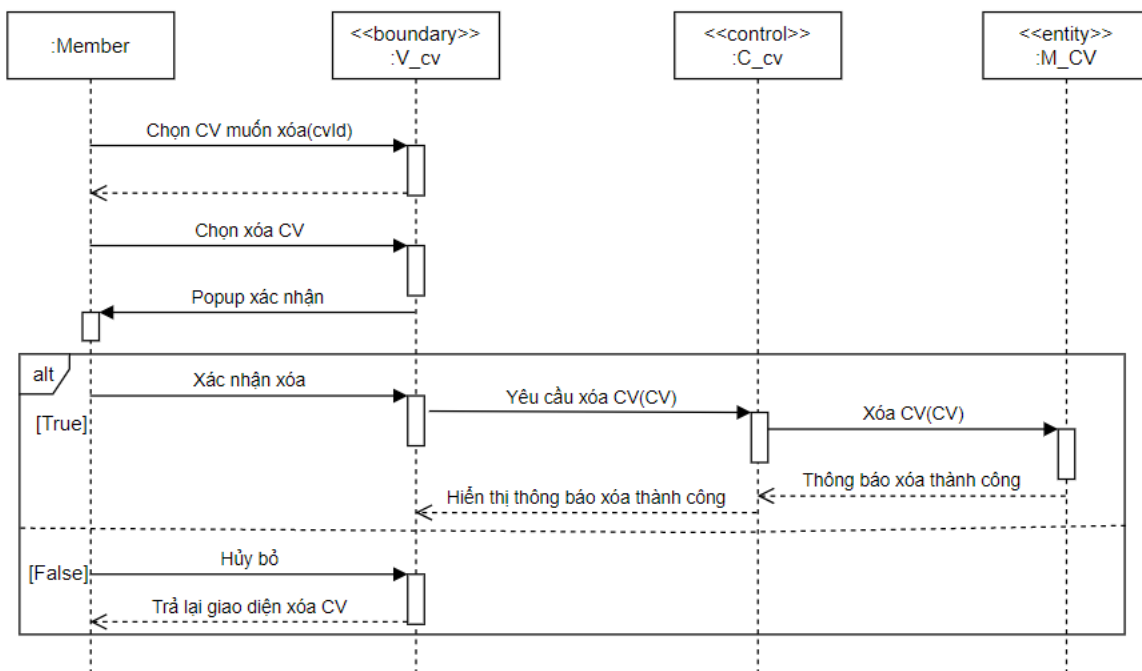 :Member
<<boundary>>
:V_cv
<<control>>
:C_cv
<<entity>>
:M_CV
Chọn CV muốn xóa(cvId)
Chọn xóa CV
Popup xác nhận
alt
Xác nhận xóa
Yêu cầu xóa CV(CV)
Xóa CV(CV)
[True]
Thông báo xóa thành công
Hiển thị thông báo xóa thành công
Hủy bỏ
[False]
Trả lại giao diện xóa CV